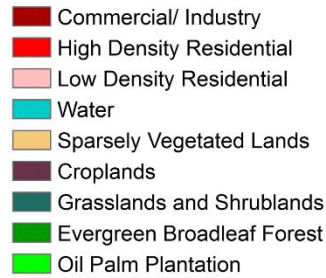 Commercial/ Industry
High Density Residential
Low Density Residential
Water
Sparsely Vegetated Lands
Croplands
Grasslands and Shrublands
Evergreen Broadleaf Forest
Oil Palm Plantation